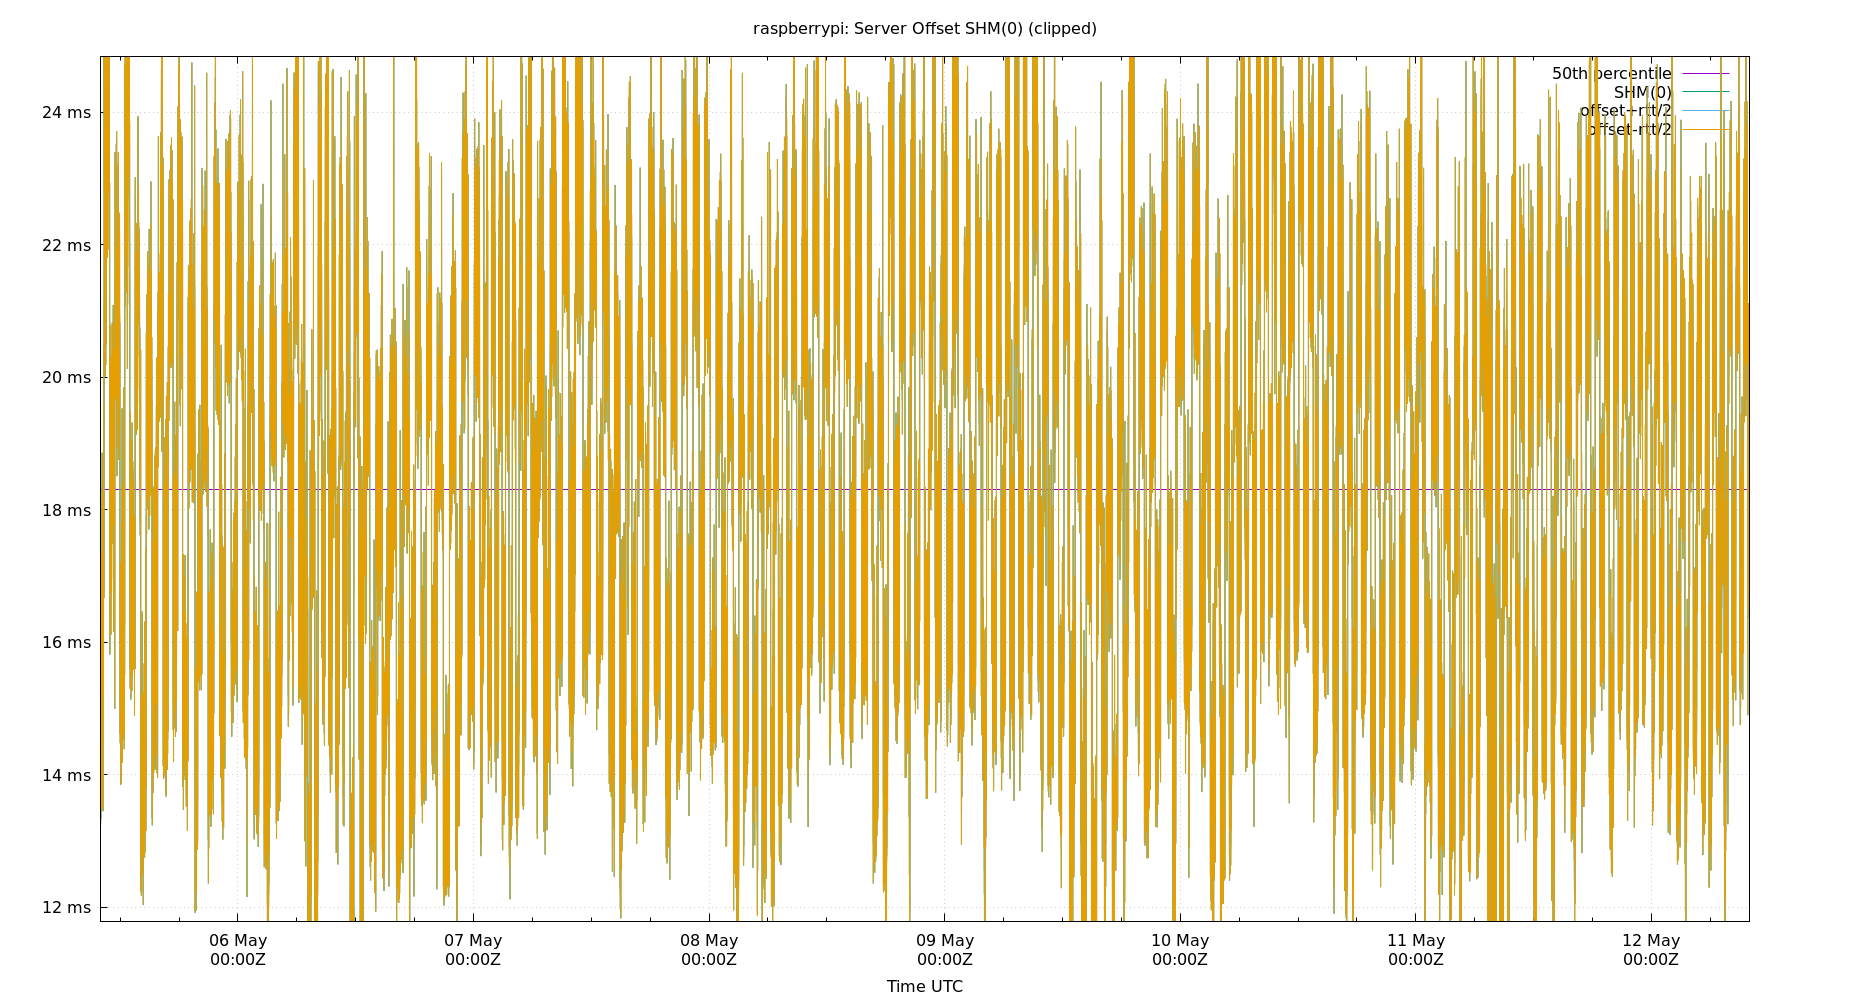 raspberrypi: Server Offset SHM(0) (clipped)
50th percentile
SHM(0)
offset+rtt/2
offset-rtt/2
24 ms
22 ms
20 ms
18 ms
16 ms
14 ms
12 ms
06 May
00:00Z
07 May
00:00Z
08 May
00:00Z
09 May
00:00Z
10 May
00:00Z
11 May
00:00Z
12 May
00:00Z
Time UTC